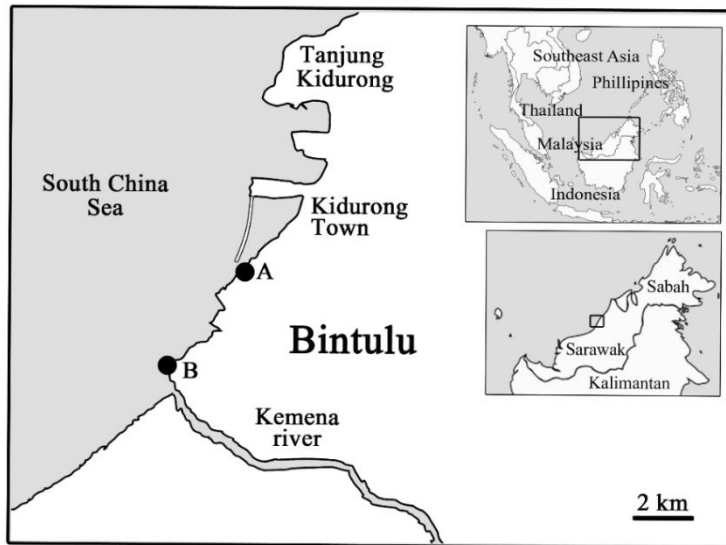 Tanjung
Kidurong
South China
Sea
Kidurong
Town
A
Bintulu
B
Kemena
river
2 km
Southeast Asia
Phillipines
Thailand
Malaysia
Indonesia
Sabah
Sarawak
Kalimantan